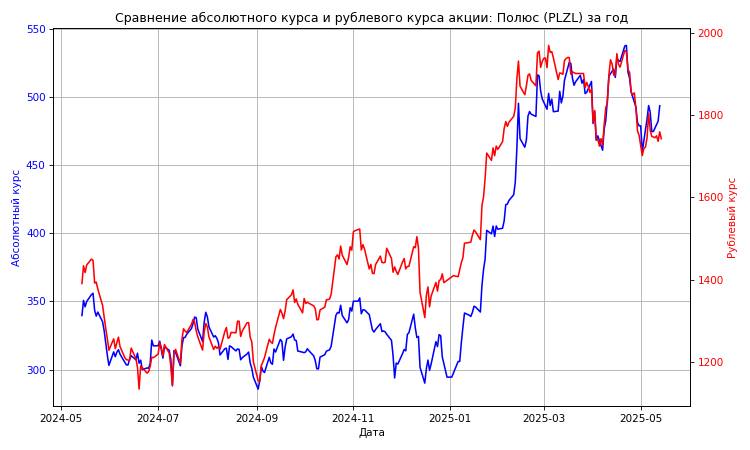 Сравнение абсолютного курса и рублевого курса акции: Полюс (PLZL) за год
550
500
450
400
350
300
Абсолютный курс
2000
1800
1600
1400
1200
Рублевый курс
2024-05 2024-07 2024-09 2024-11 2025-01 2025-03 2025-05
Дата